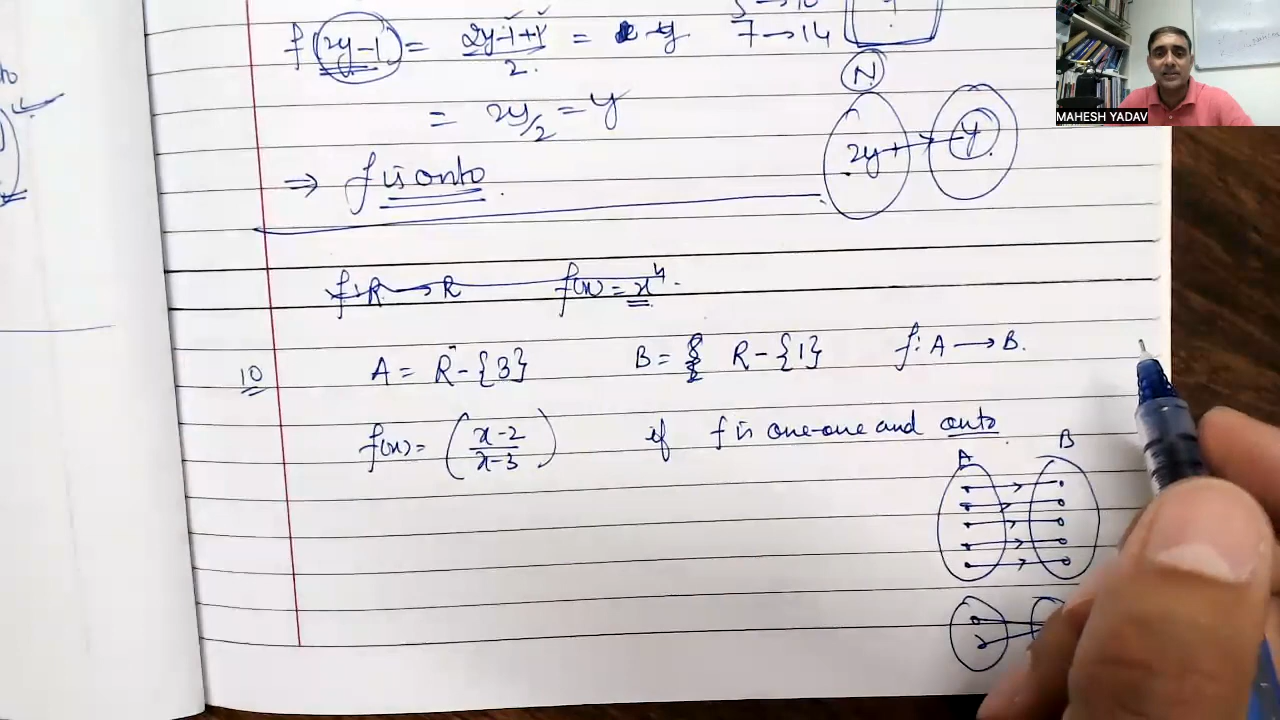 f(2y-1) = 2y-1+1/2. = y
7→14
N
= 2y/2 = y
2y+ y
⇒ f is onto.
f: R → R f(x) = x⁴.
10 A = R-{3} B = R-{1} f: A → B.
f(x) = (x-2/x-3) if f is one-one and onto.
A B
MAHESH YADAV